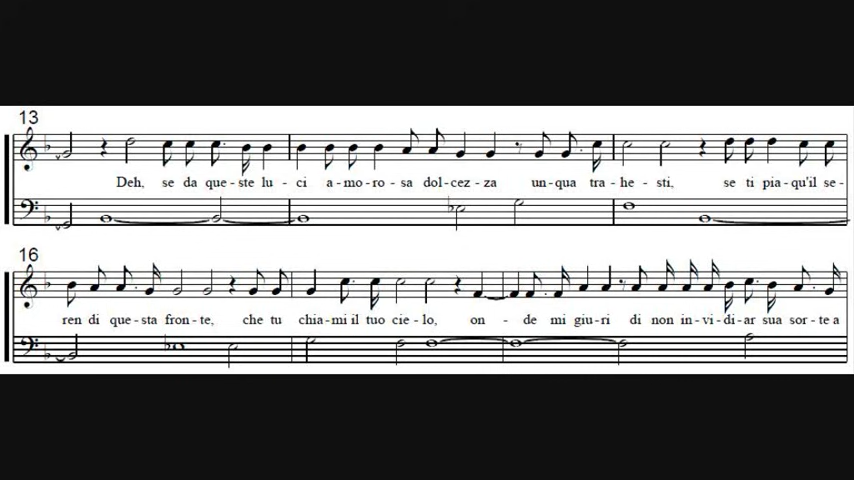 13
Deh, se da que-ste lu-ci a-mo-ro-sa dol-cez-za un-qua tra-he-sti, se ti pia-qu'il se-
16
ren di que-sta fron-te, che tu chia-mi il tuo cie-lo, on-de mi giu-ri di non in-vi-di-ar sua sor-te a